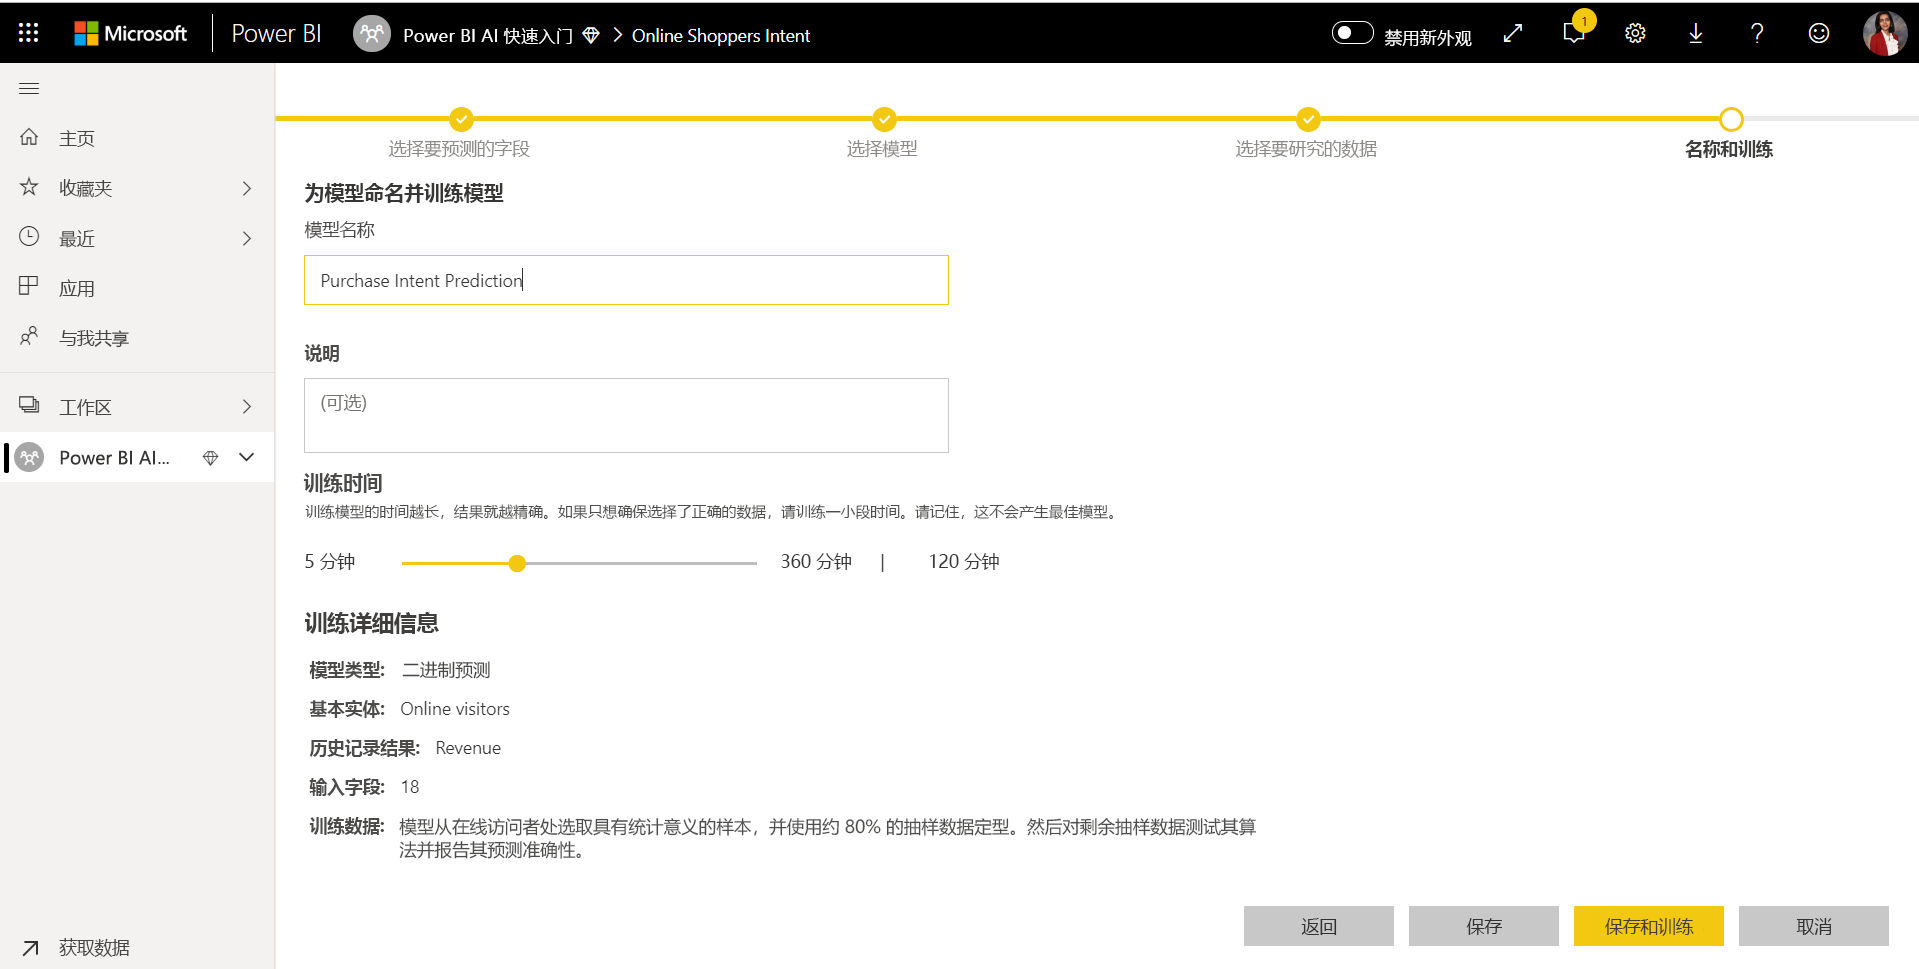 Microsoft Power BI Power BI AI 快速入门 Online Shoppers Intent 禁用新外观 1
主页
收藏夹
最近
应用
与我共享
工作区
Power BI AI...
获取数据
选择要预测的字段 选择模型 选择要研究的数据 名称和训练
为模型命名并训练模型
模型名称
Purchase Intent Prediction
说明
(可选)
训练时间
训练模型的时间越长，结果就越精确。如果只想确保选择了正确的数据，请训练一小段时间。请记住，这不会产生最佳模型。
5 分钟 360 分钟 | 120 分钟
训练详细信息
模型类型: 二进制预测
基本实体: Online visitors
历史记录结果: Revenue
输入字段: 18
训练数据: 模型从在线访问者处选取具有统计意义的样本，并使用约 80% 的抽样数据定型。然后对剩余抽样数据测试其算
法并报告其预测准确性。
返回 保存 保存和训练 取消